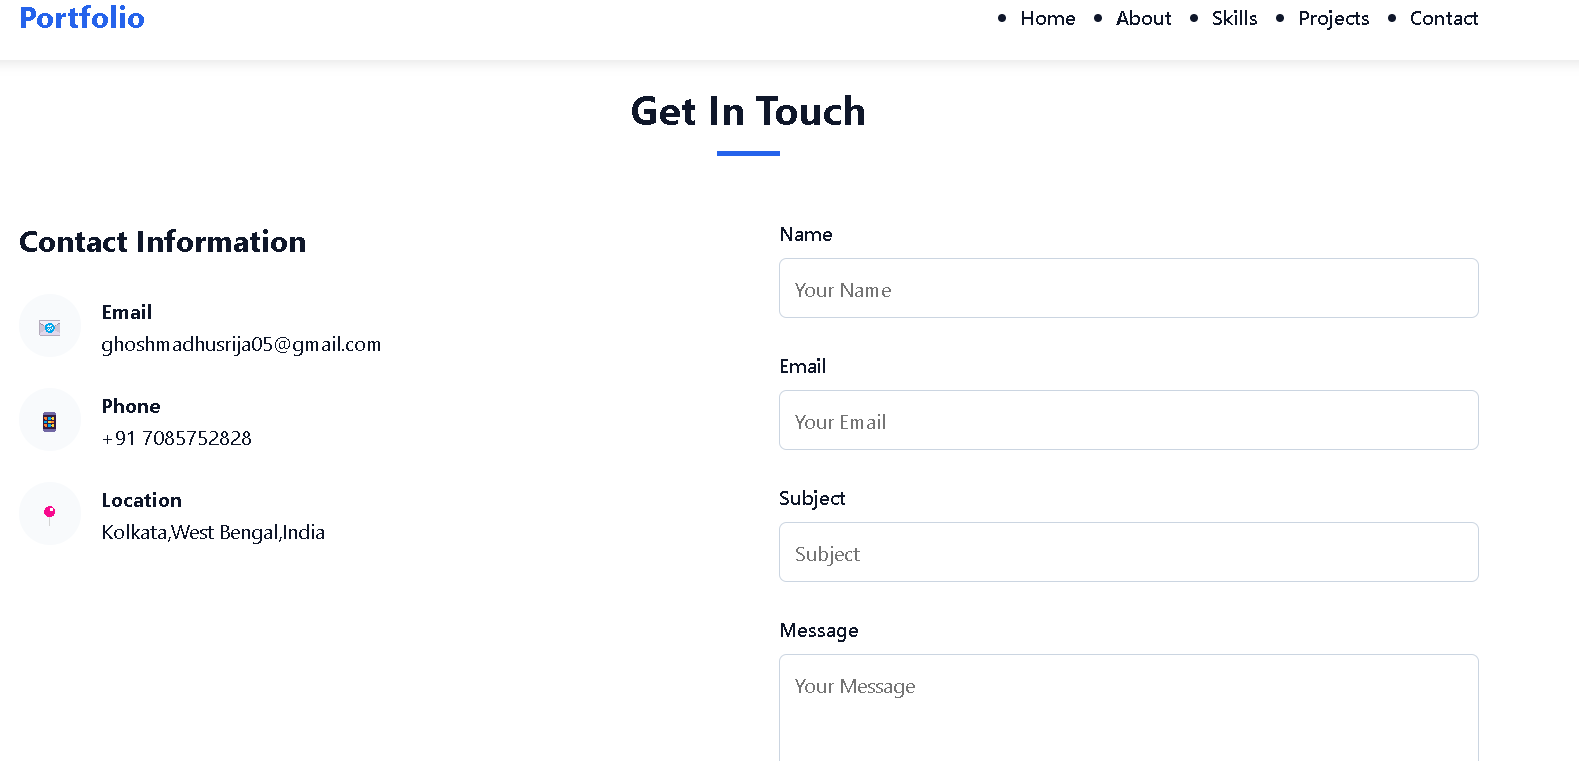 Portfolio
Home
About
Skills
Projects
Contact
Get In Touch
Contact Information
Email
ghoshmadhusrija05@gmail.com
Phone
+91 7085752828
Location
Kolkata,West Bengal,India
Name
Your Name
Email
Your Email
Subject
Subject
Message
Your Message